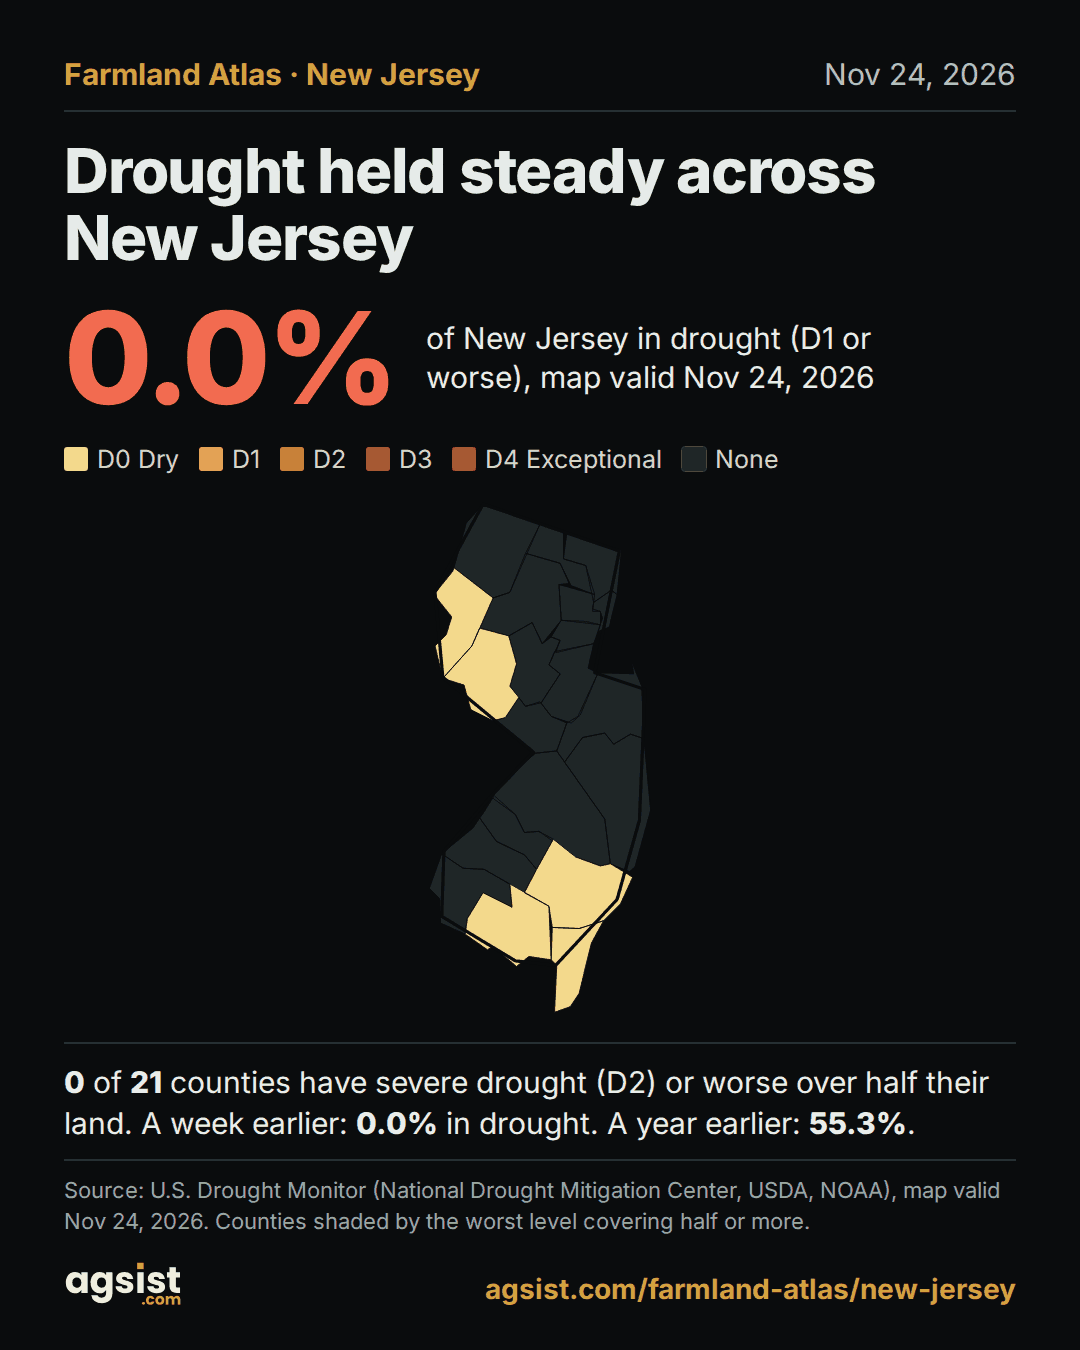 Farmland Atlas · New Jersey
Nov 24, 2026
Drought held steady across
New Jersey
0.0%
of New Jersey in drought (D1 or
worse), map valid Nov 24, 2026
D0 Dry D1 D2 D3 D4 Exceptional None
0 of 21 counties have severe drought (D2) or worse over half their
land. A week earlier: 0.0% in drought. A year earlier: 55.3%.
Source: U.S. Drought Monitor (National Drought Mitigation Center, USDA, NOAA), map valid
Nov 24, 2026. Counties shaded by the worst level covering half or more.
agsist
.com
agsist.com/farmland-atlas/new-jersey